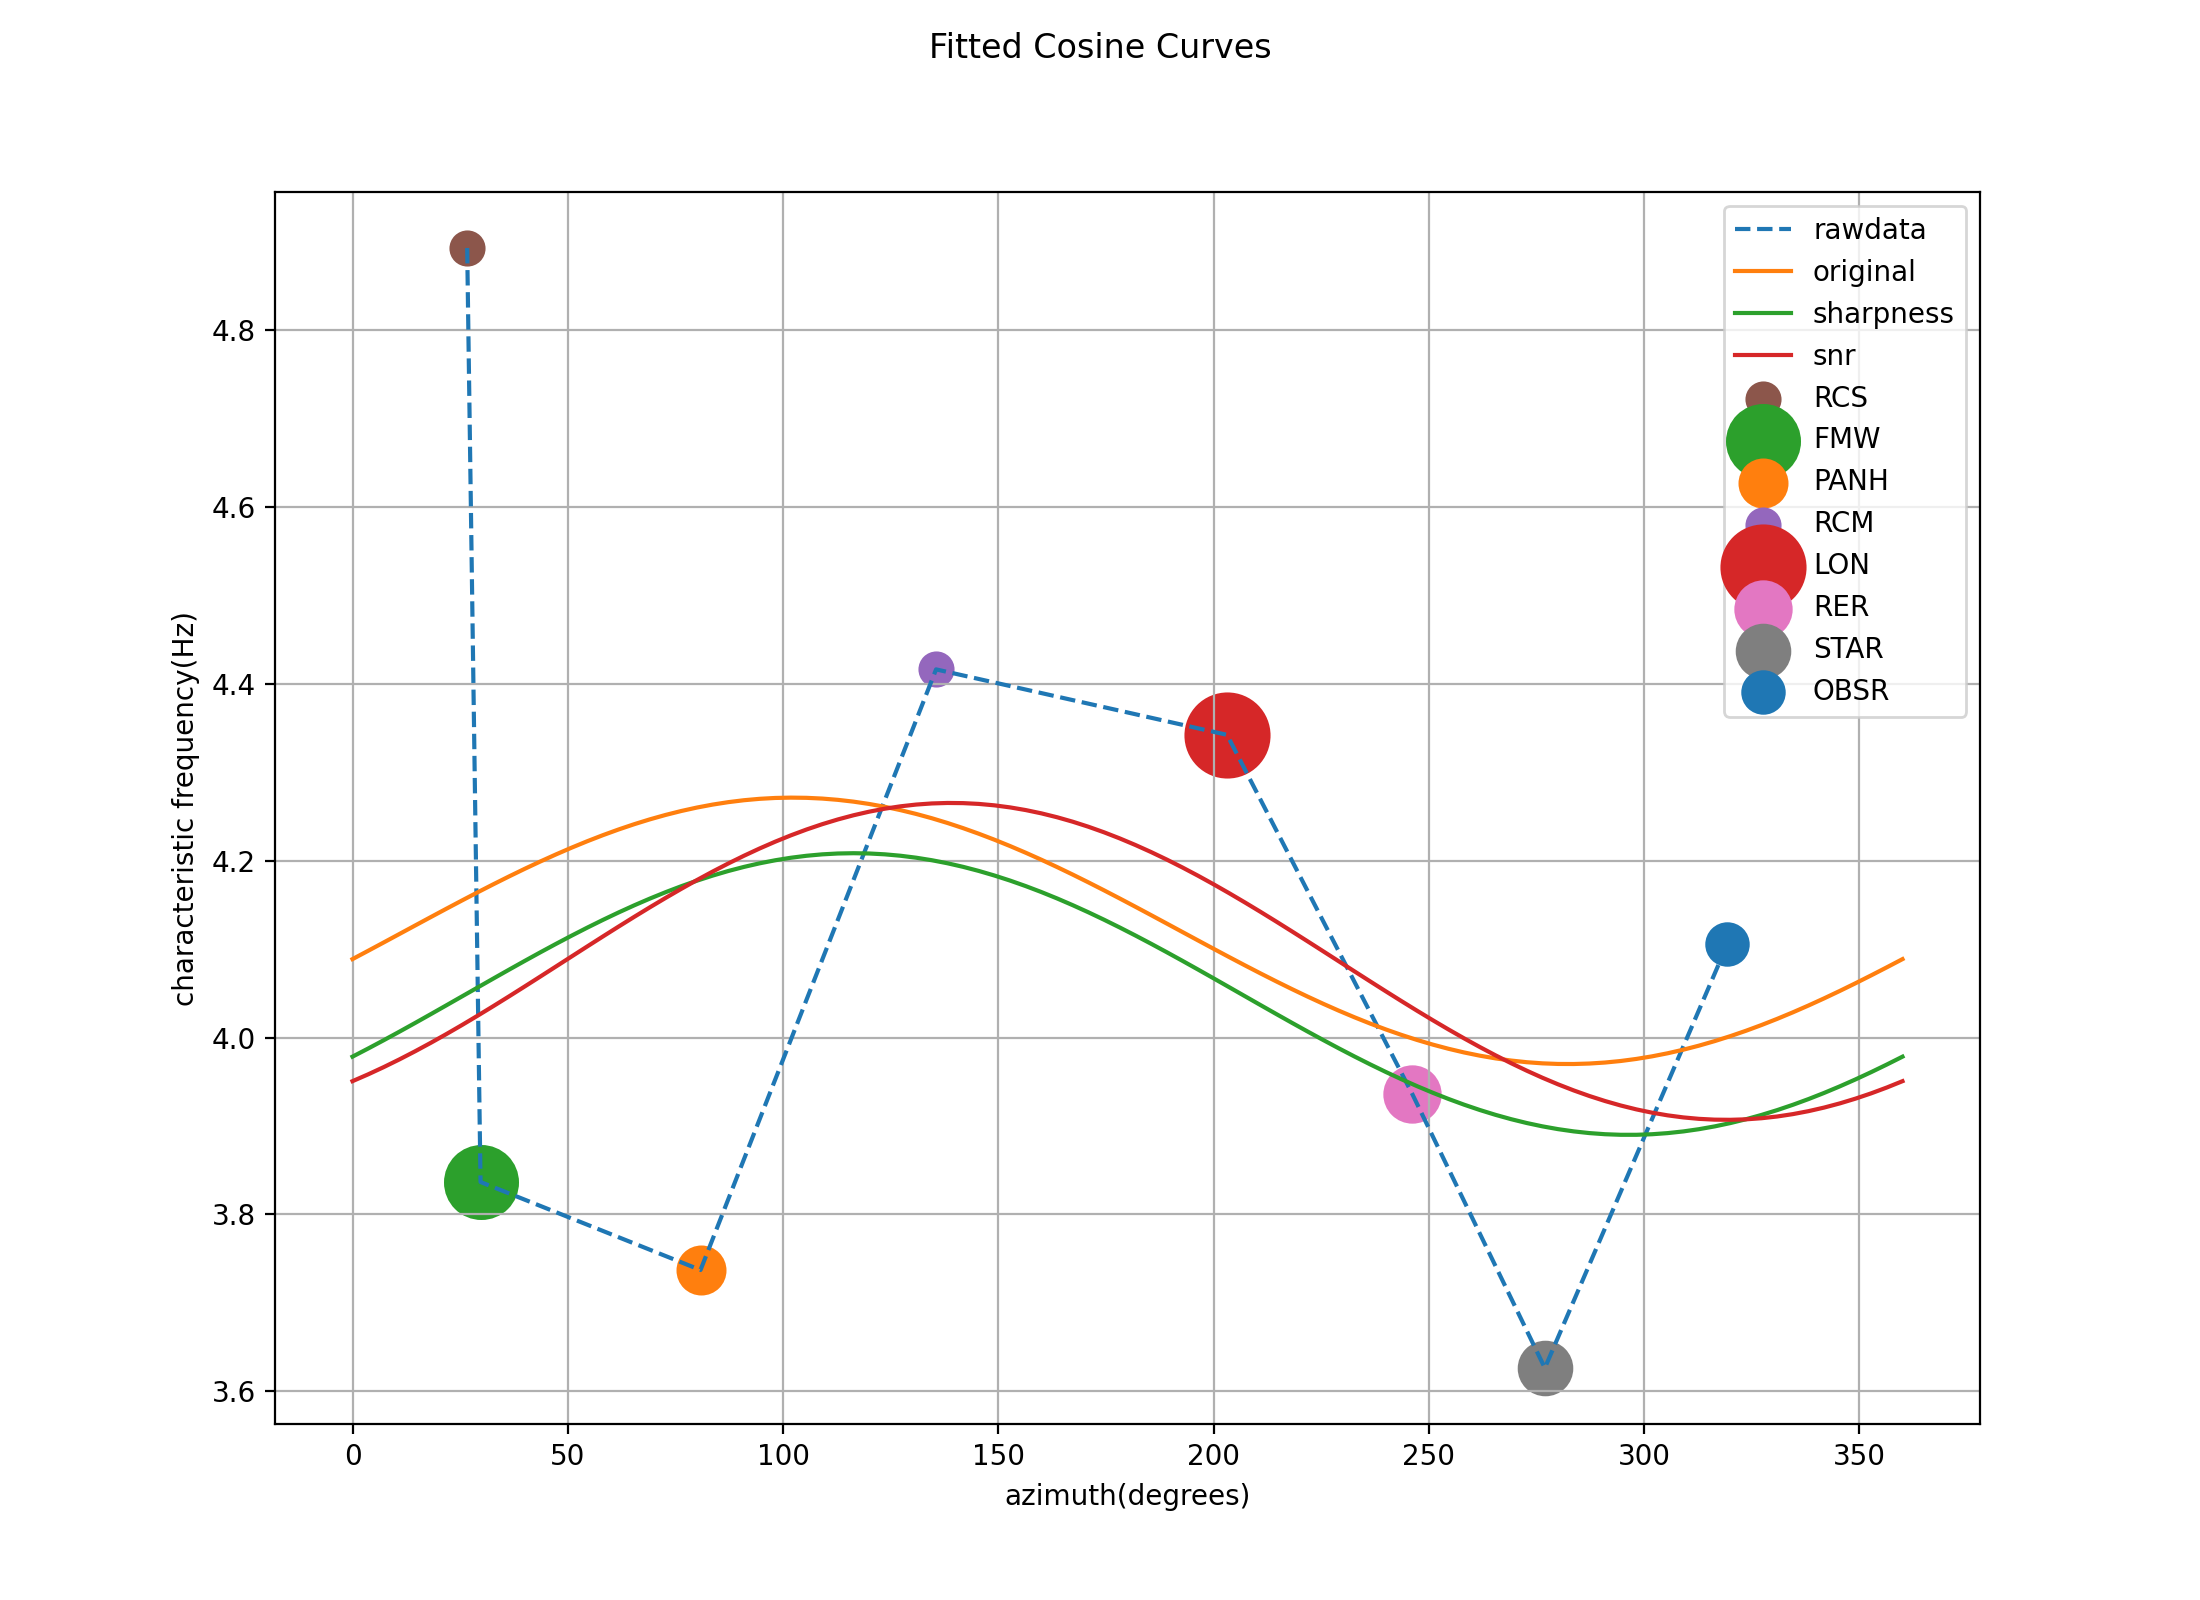 Fitted Cosine Curves
characteristic frequency(Hz)
4.8
4.6
4.4
4.2
4.0
3.8
3.6
rawdata
original
sharpness
snr
RCS
FMW
PANH
RCM
LON
RER
STAR
OBSR
0 50 100 150 200 250 300 350
azimuth(degrees)